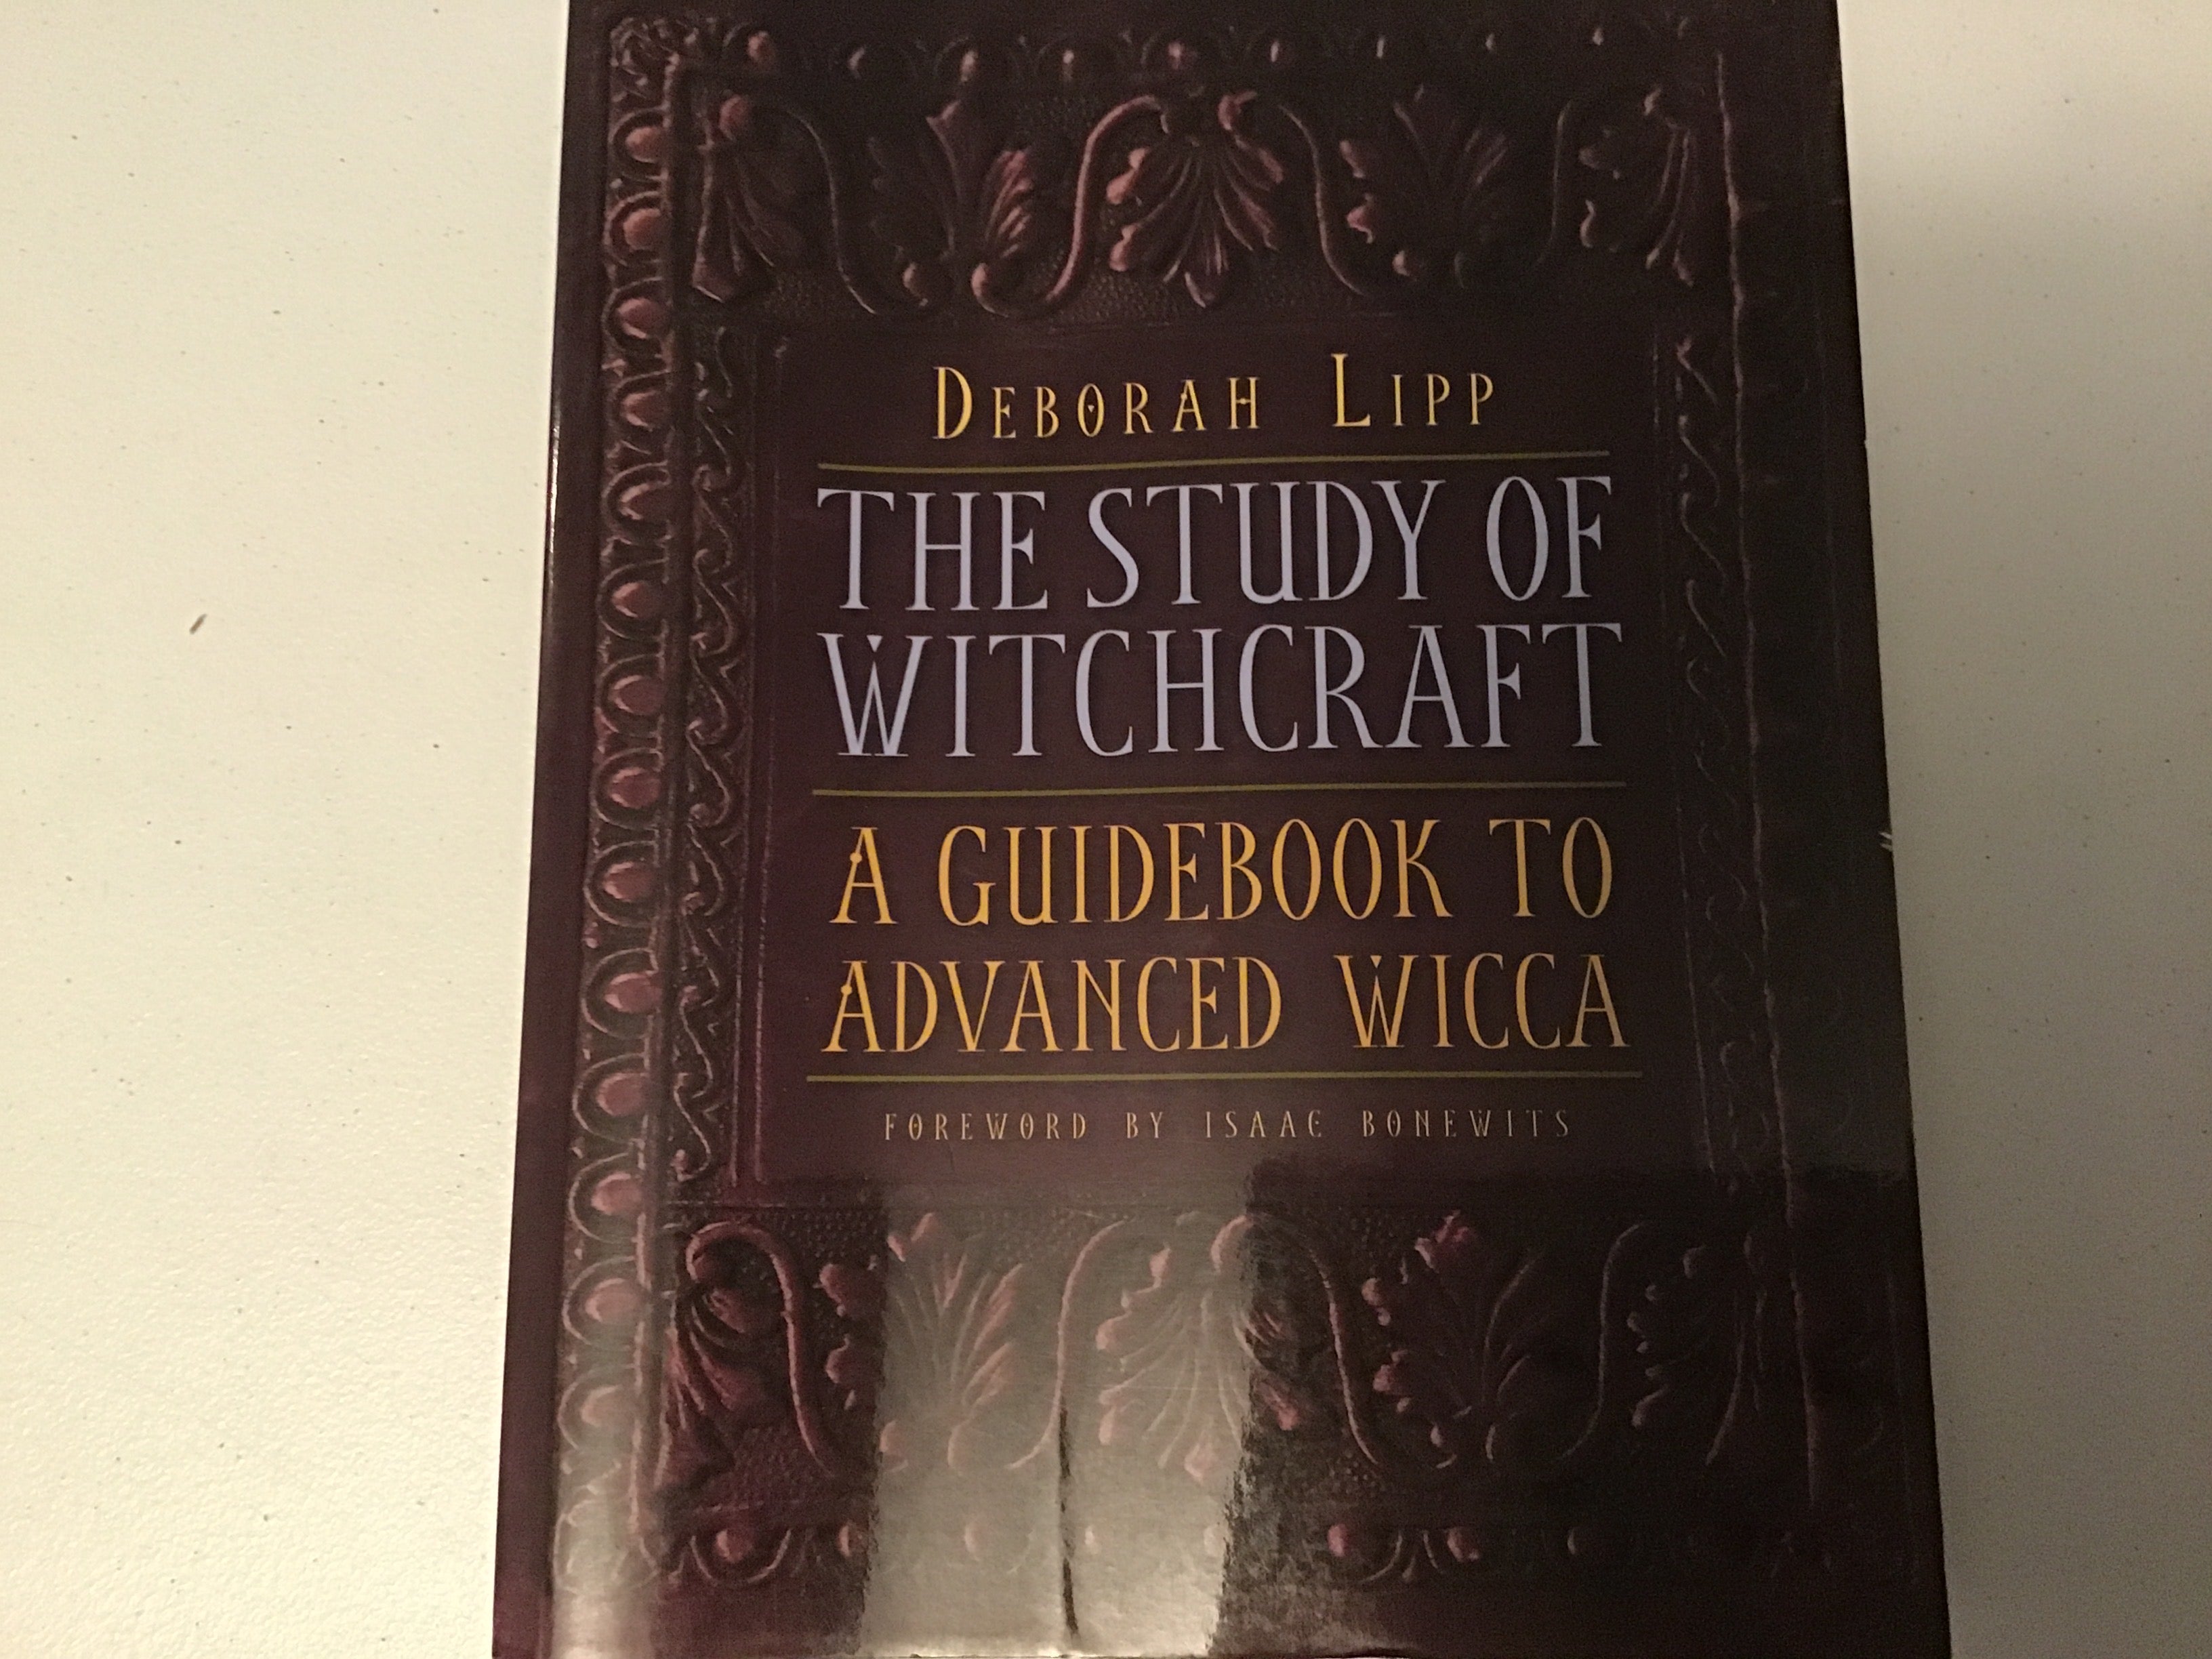 DEBORAH LIPP
THE STUDY OF
WITCHCRAFT
A GUIDEBOOK TO
ADVANCED WICCA
FOREWORD BY ISAAC BONEWITS